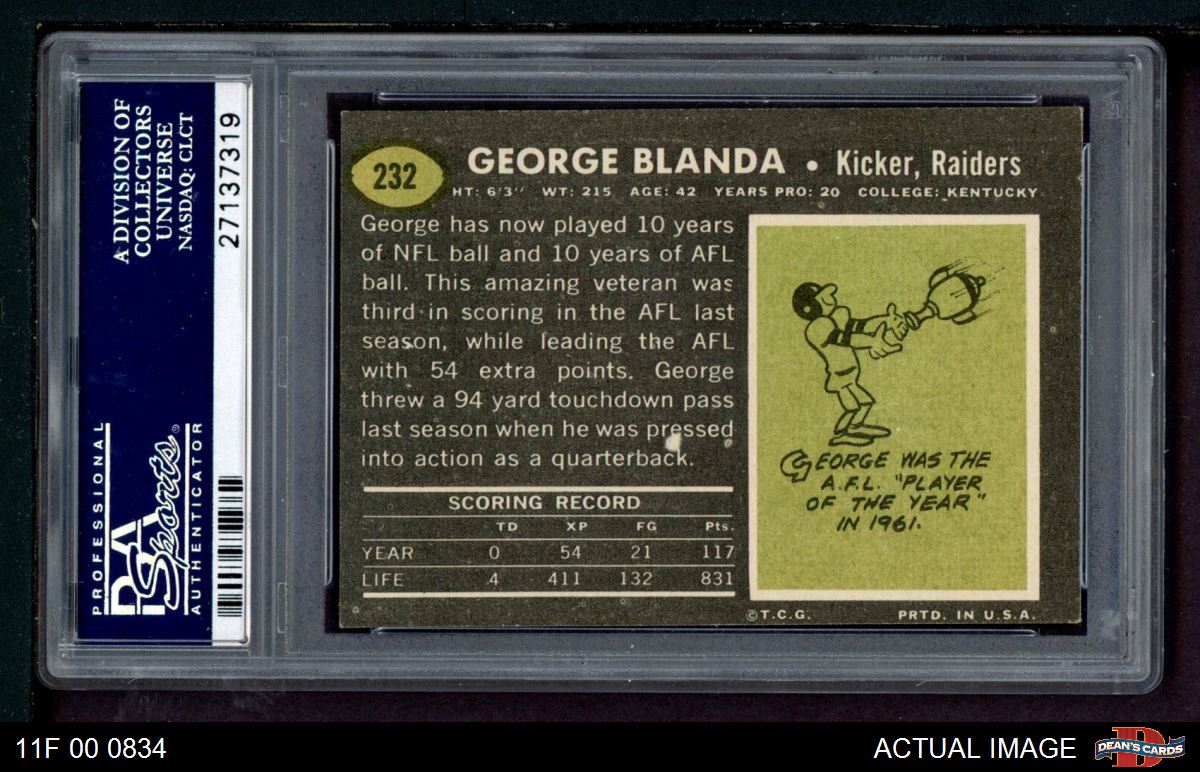 A DIVISION OF
COLLECTORS
UNIVERSE
NASDAQ: CLCT
27137319
PROFESSIONAL
PSA
Sports®
AUTHENTICATOR
232
GEORGE BLANDA • Kicker, Raiders
HT: 6'3" WT: 215 AGE: 42 YEARS PRO: 20 COLLEGE: KENTUCKY
George has now played 10 years
of NFL ball and 10 years of AFL
ball. This amazing veteran was
third in scoring in the AFL last
season, while leading the AFL
with 54 extra points. George
threw a 94 yard touchdown pass
last season when he was pressed
into action as a quarterback.
SCORING RECORD
TD XP FG Pts.
YEAR 0 54 21 117
LIFE 4 411 132 831
GEORGE WAS THE
A.F.L. "PLAYER
OF THE YEAR"
IN 1961.
©T.C.G. PRTD. IN U.S.A.
11F 00 0834
ACTUAL IMAGE
DEAN'S CARDS